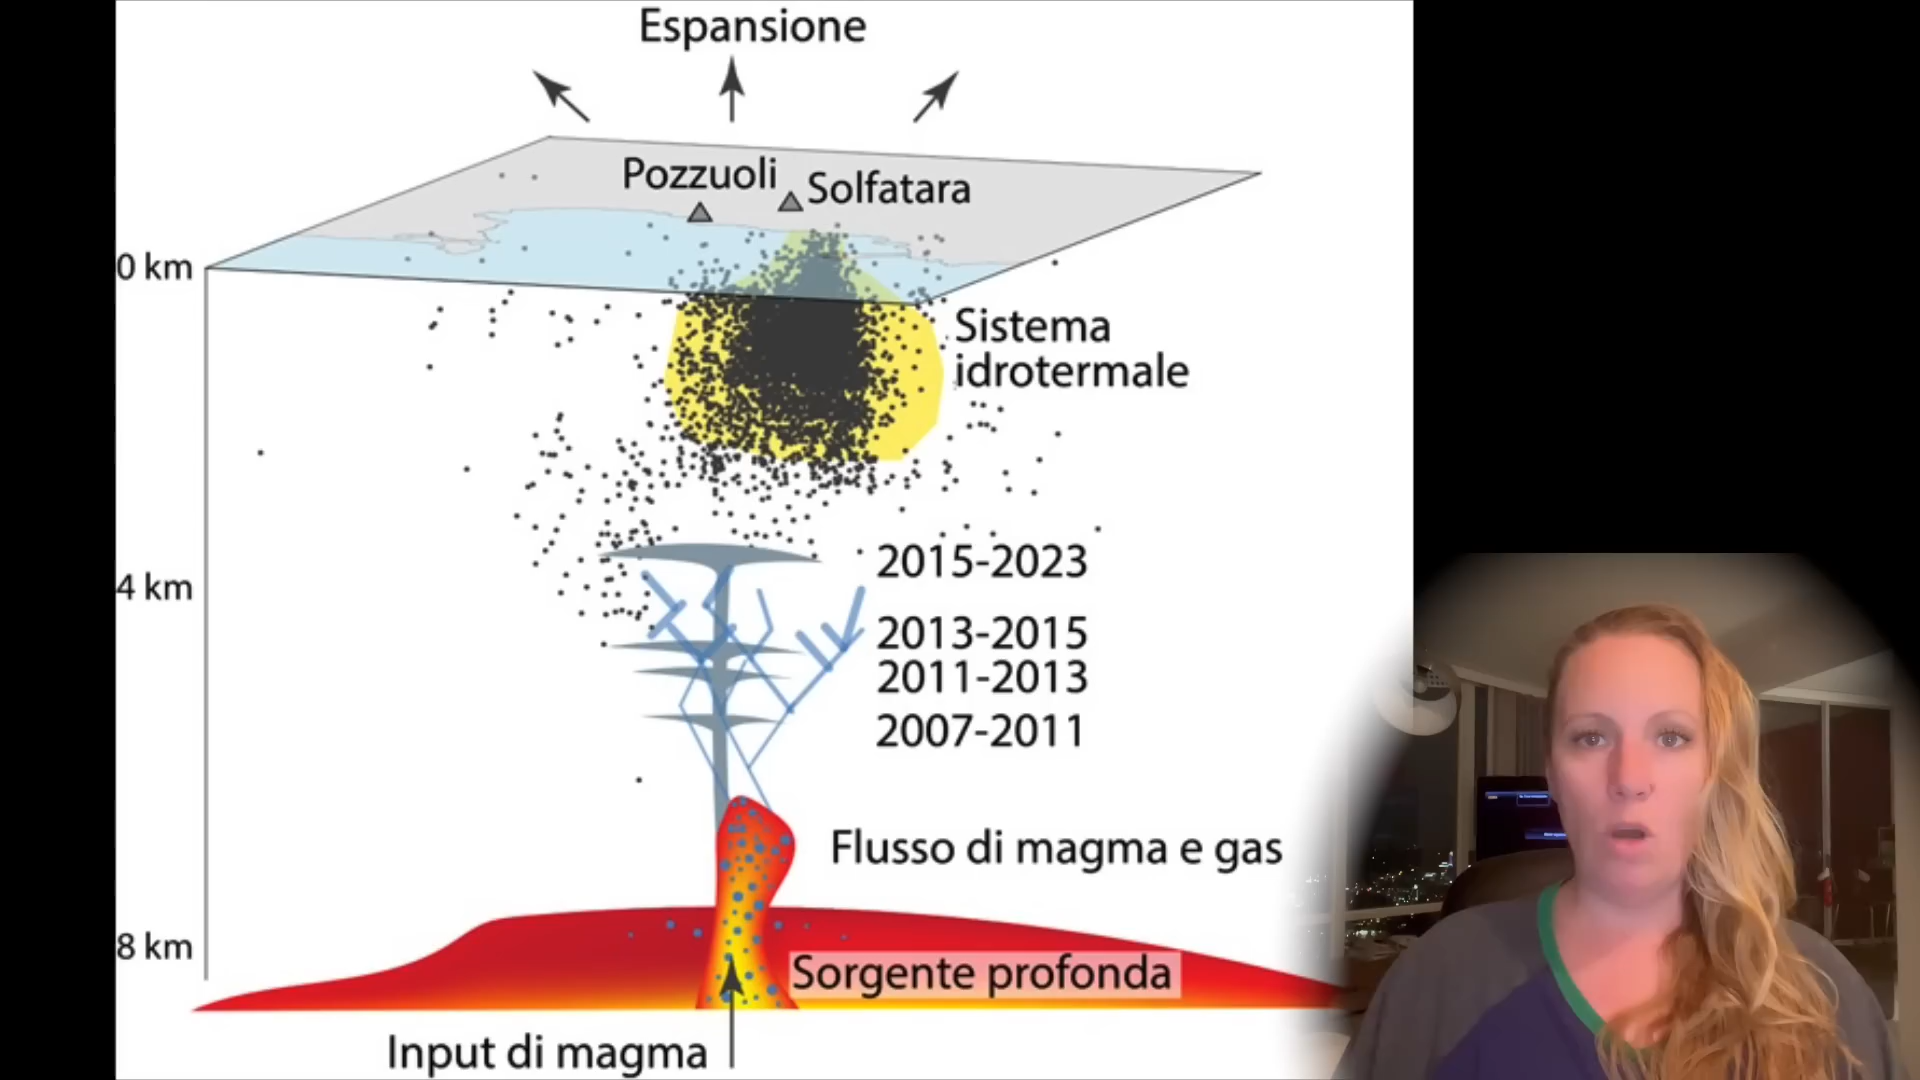 Espansione
Pozzuoli
Solfatara
0 km
Sistema
idrotermale
2015-2023
4 km
2013-2015
2011-2013
2007-2011
Flusso di magma e gas
8 km
Sorgente profonda
Input di magma